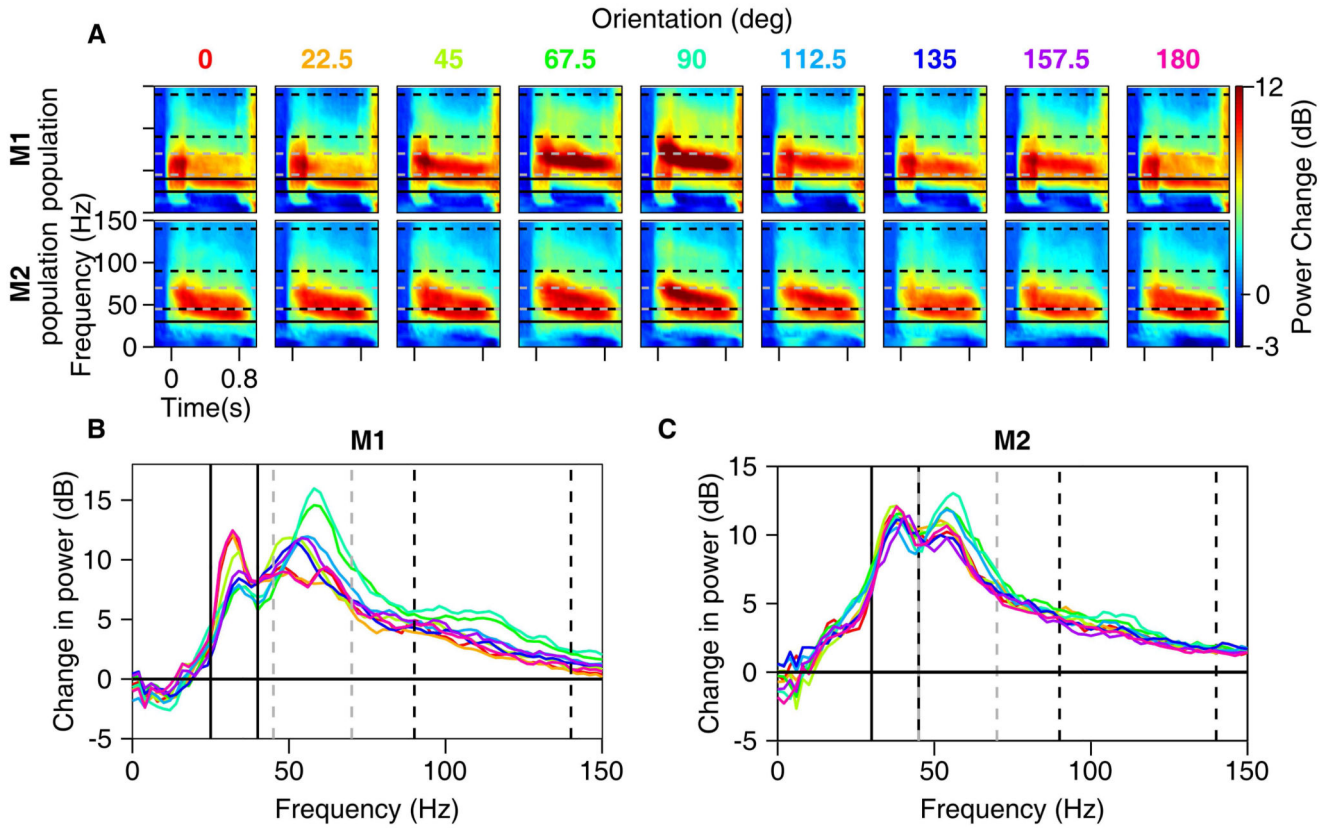 Orientation (deg)
A
0 22.5 45 67.5 90 112.5 135 157.5 180
M1
population
M2
population
Frequency (Hz)
150
100
50
0
0 0.8
Time(s)
12
0
-3
Power Change (dB)
B
M1
Change in power (dB)
15
10
5
0
-5
0 50 100 150
Frequency (Hz)
C
M2
Change in power (dB)
15
10
5
0
-5
0 50 100 150
Frequency (Hz)